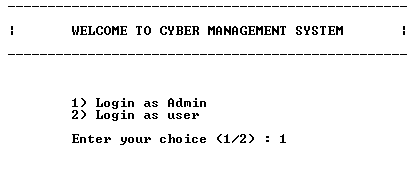 --------------------------------------------------
¦ WELCOME TO CYBER MANAGEMENT SYSTEM ¦
--------------------------------------------------
1) Login as Admin
2) Login as user
Enter your choice (1/2) : 1